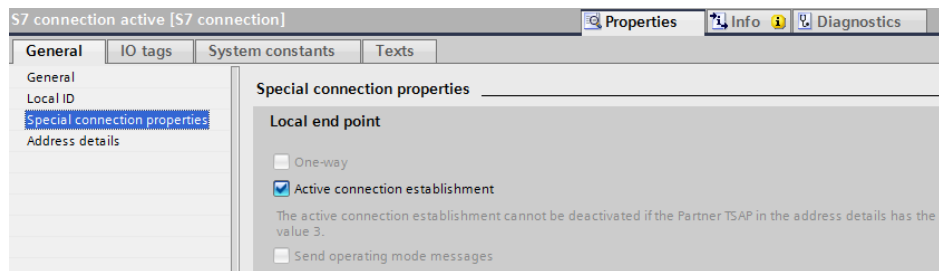 S7 connection active [S7 connection]
Properties
Info
Diagnostics
General
IO tags
System constants
Texts
General
Local ID
Special connection properties
Address details
Special connection properties
Local end point
One-way
Active connection establishment
The active connection establishment cannot be deactivated if the Partner TSAP in the address details has the
value 3.
Send operating mode messages